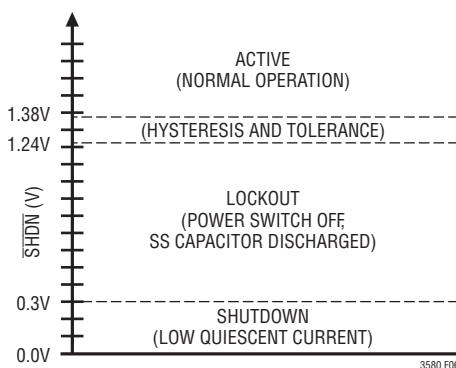 ACTIVE
(NORMAL OPERATION)
1.38V
(HYSTERESIS AND TOLERANCE)
1.24V
SHDN (V)
LOCKOUT
(POWER SWITCH OFF,
SS CAPACITOR DISCHARGED)
0.3V
SHUTDOWN
(LOW QUIESCENT CURRENT)
0.0V
3580 F06